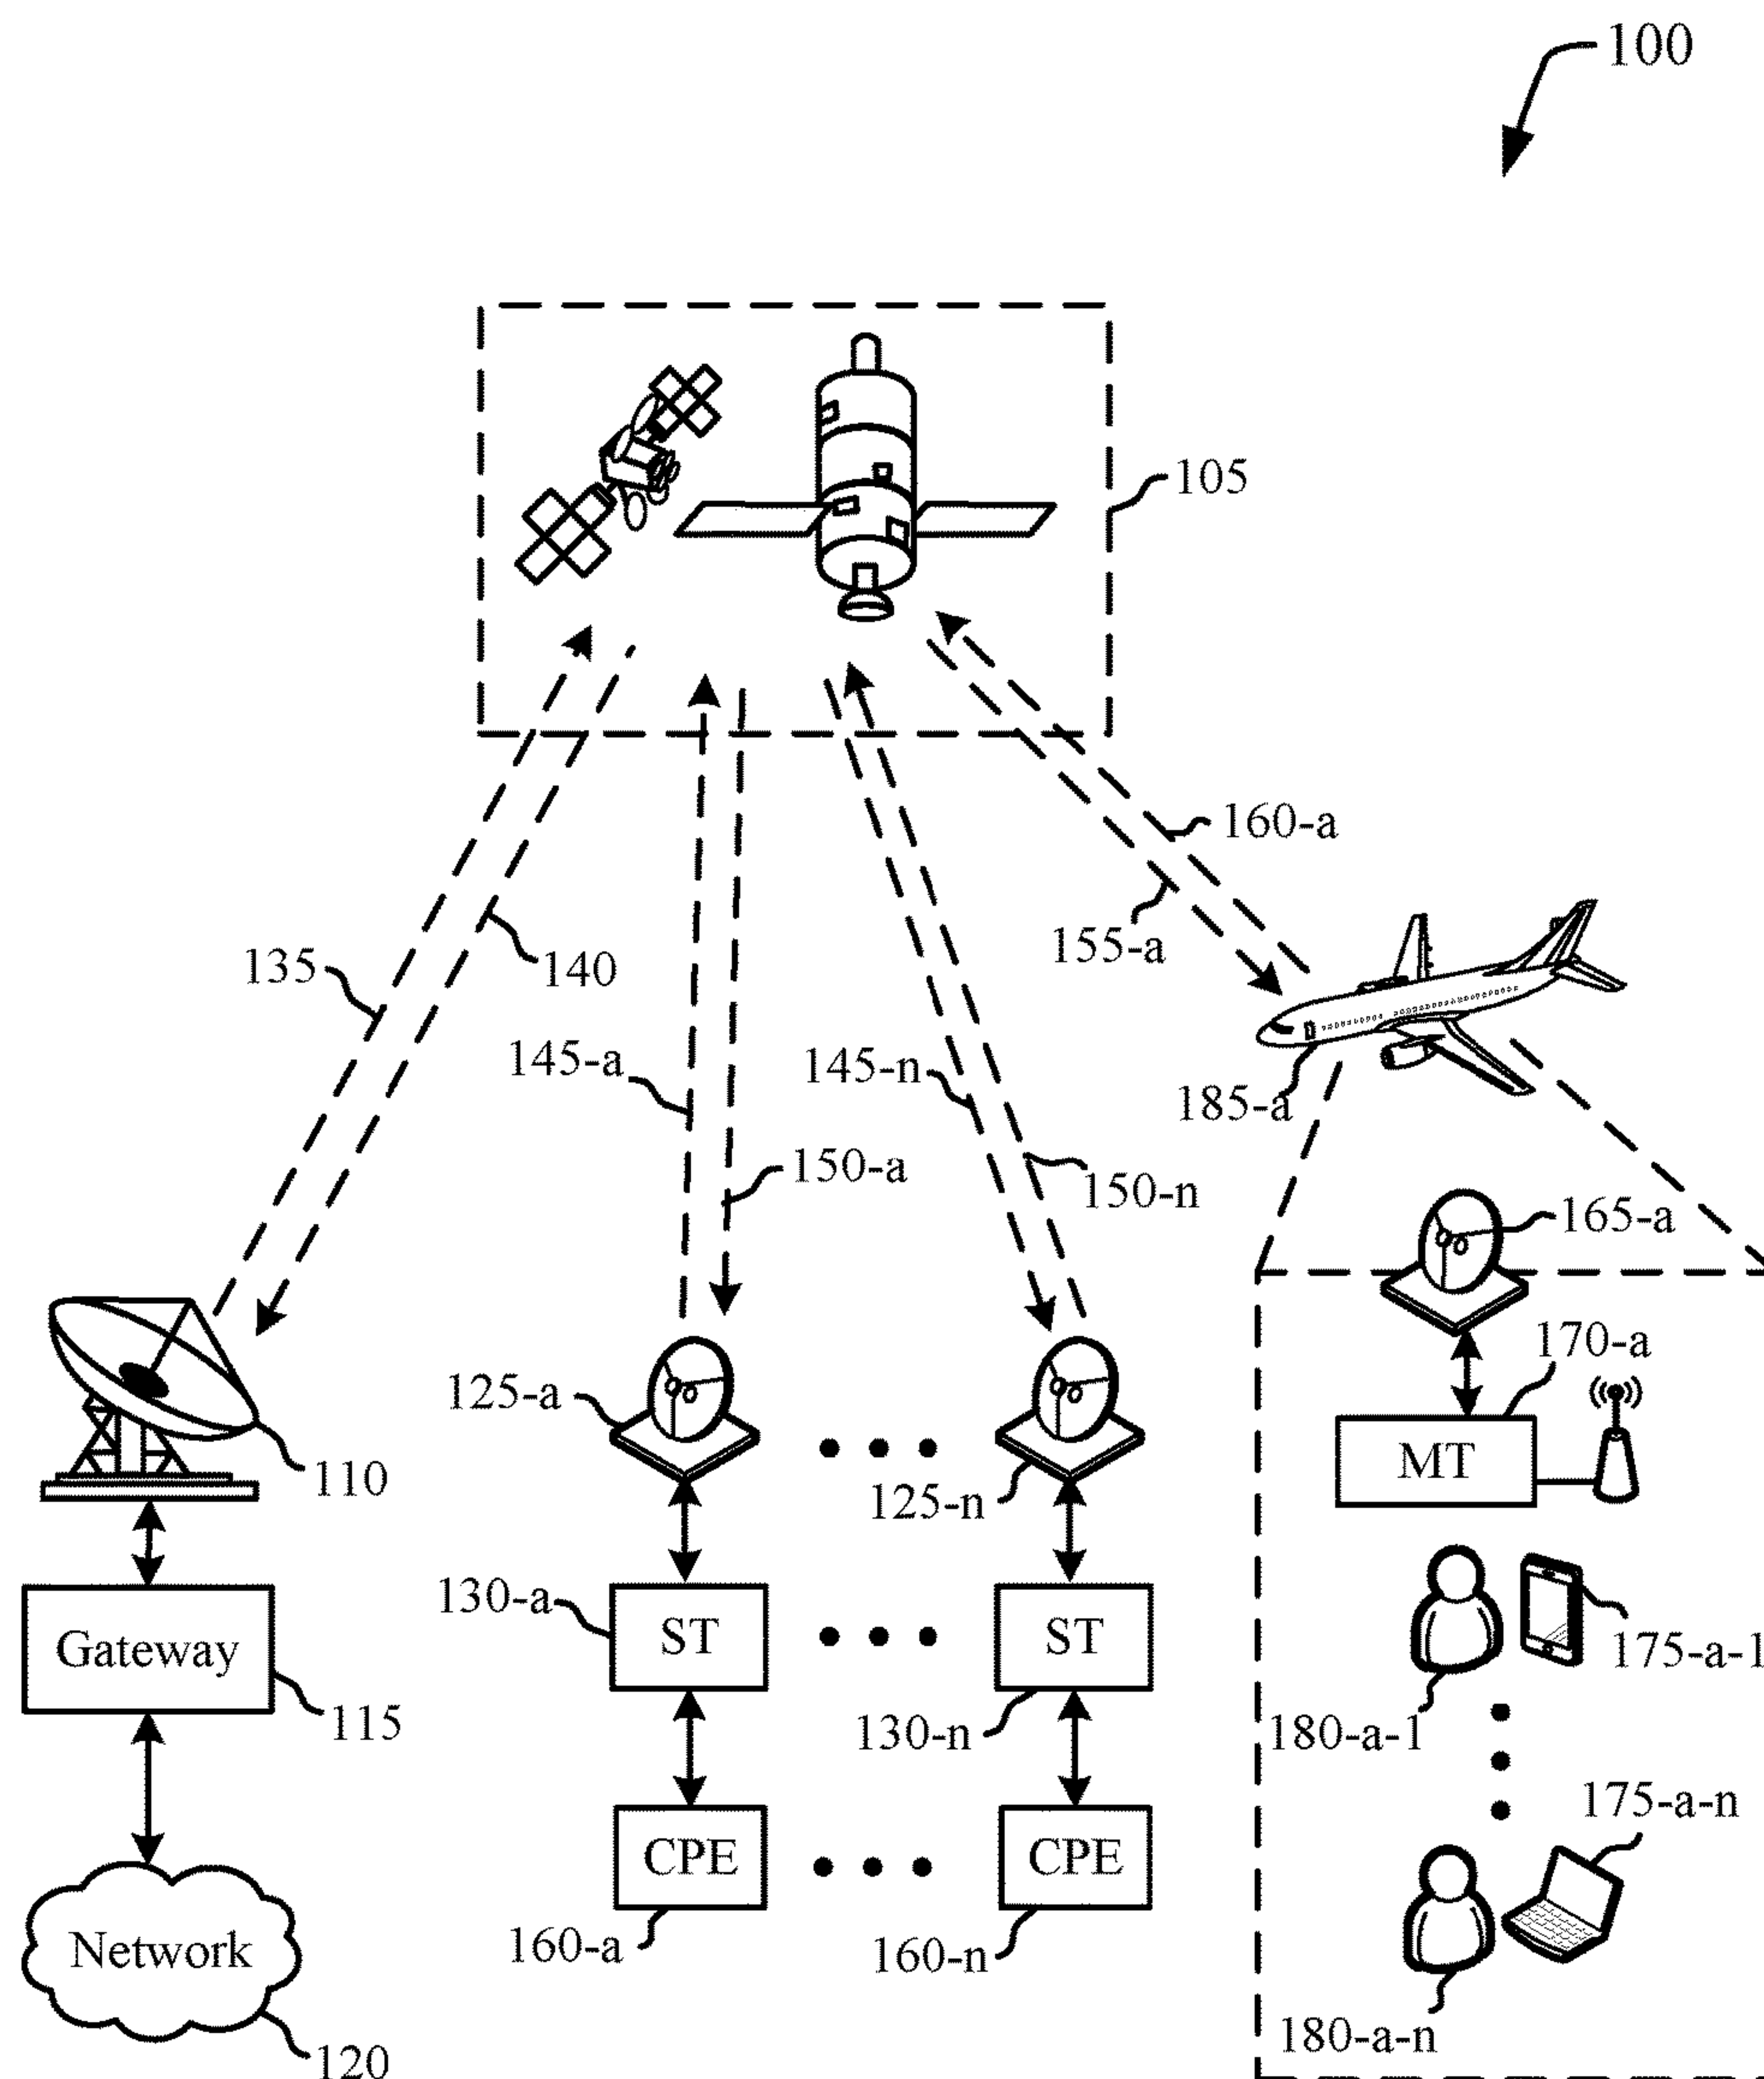 100
105
160-a
155-a
135
140
145-a
145-n
185-a
150-a
150-n
165-a
170-a
125-a
110
125-n
MT
130-a
ST
ST
Gateway
175-a-1
115
130-n
180-a-1
175-a-n
CPE
CPE
160-a
160-n
Network
180-a-n
120